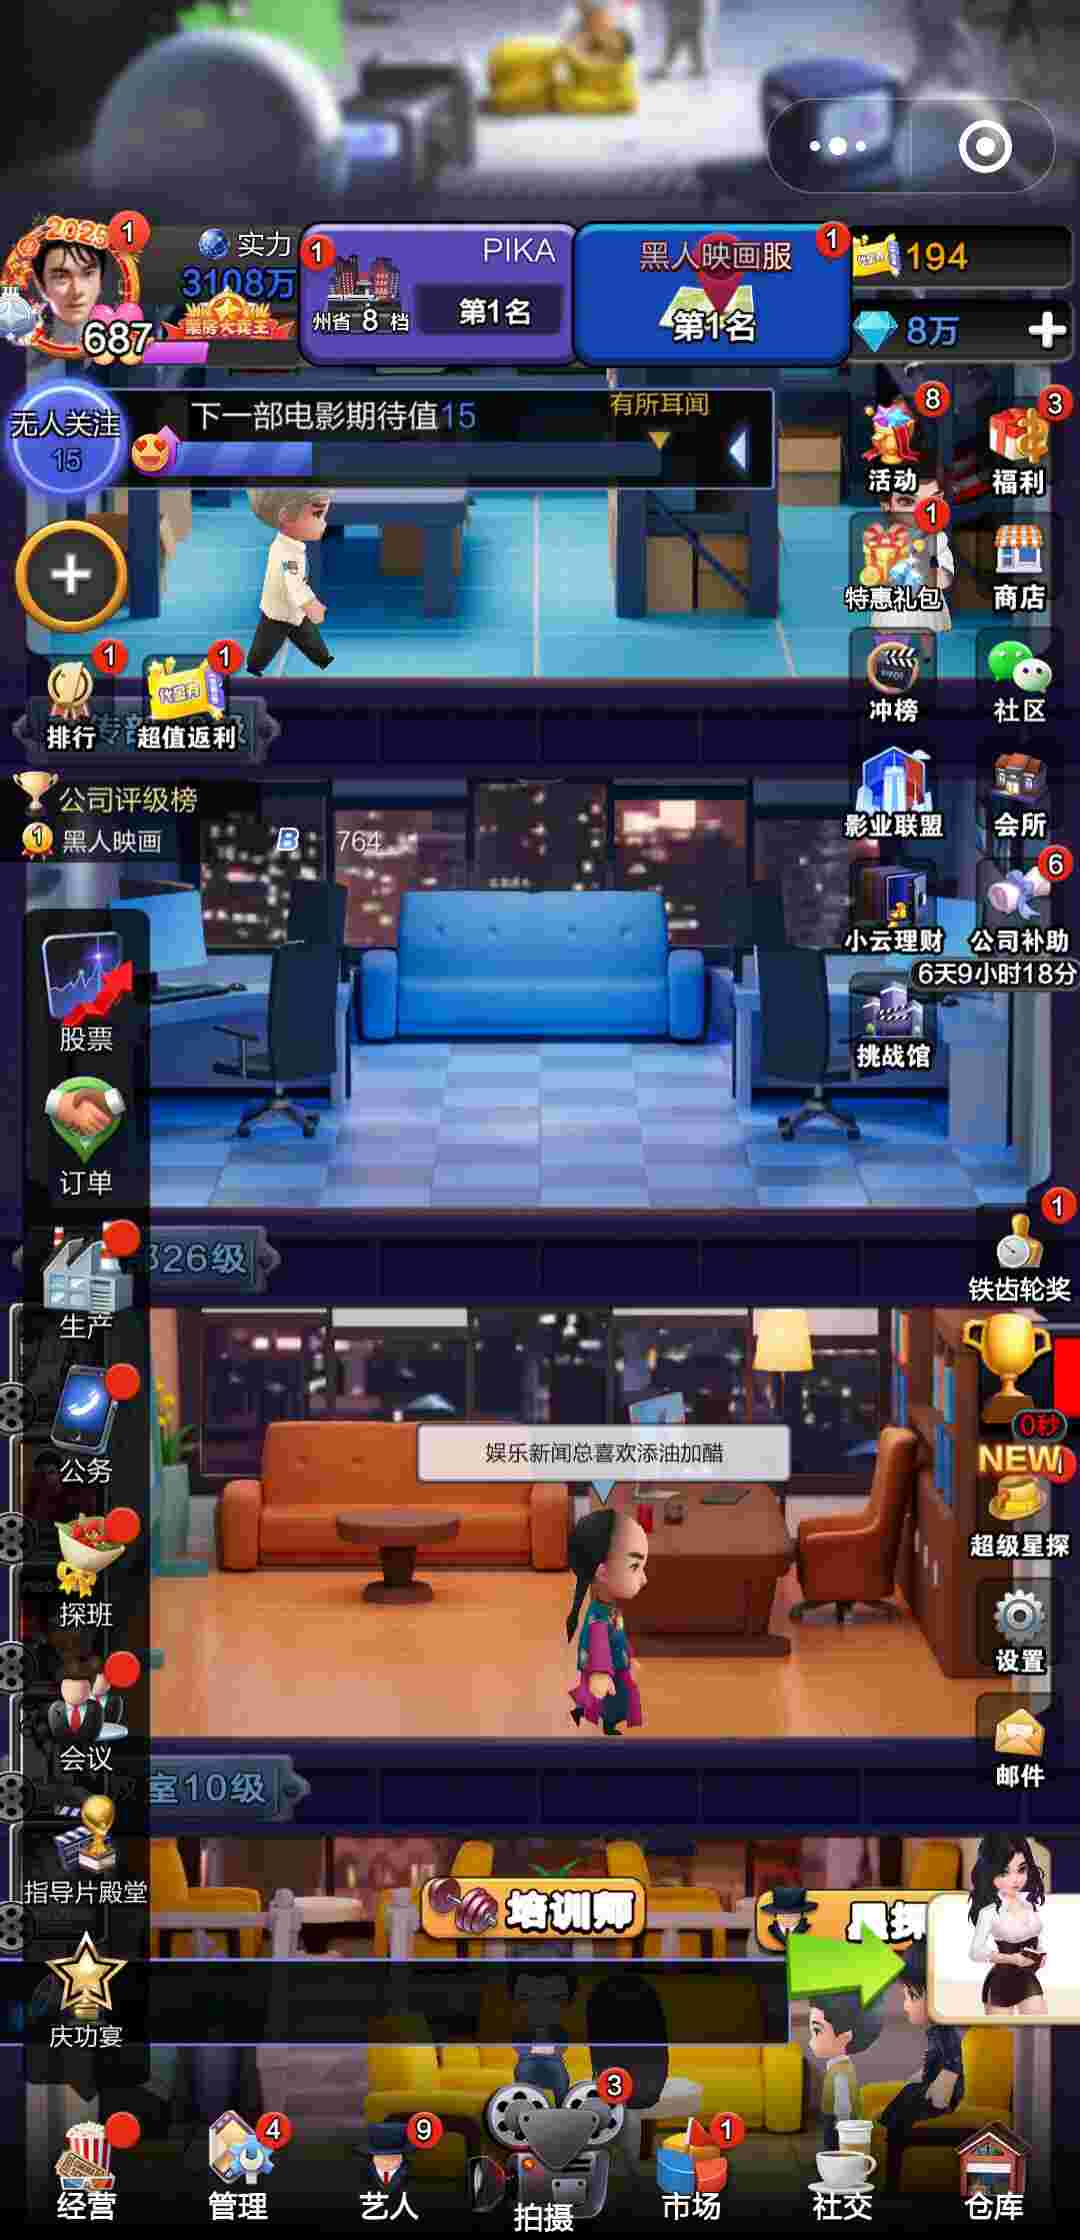 2025
1
实力
3108万
687
1
PIKA
州省 8 档
第1名
黑人映画服
1
第1名
194
8万
无人关注
15
下一部电影期待值15
有所耳闻
8
活动
3
福利
1
特惠礼包
商店
1
排行
1
超值返利
冲榜
社区
公司评级榜
1 黑人映画
B 764
影业联盟
会所
小云理财
6
公司补助
6天9小时18分
挑战馆
股票
订单
26级
生产
1
铁齿轮奖
0秒
NEW
超级星探
公务
娱乐新闻总喜欢添油加醋
探班
设置
会议
邮件
室10级
指导片殿堂
培训师
星探
庆功宴
经营
4
管理
9
艺人
3
拍摄
1
市场
社交
仓库